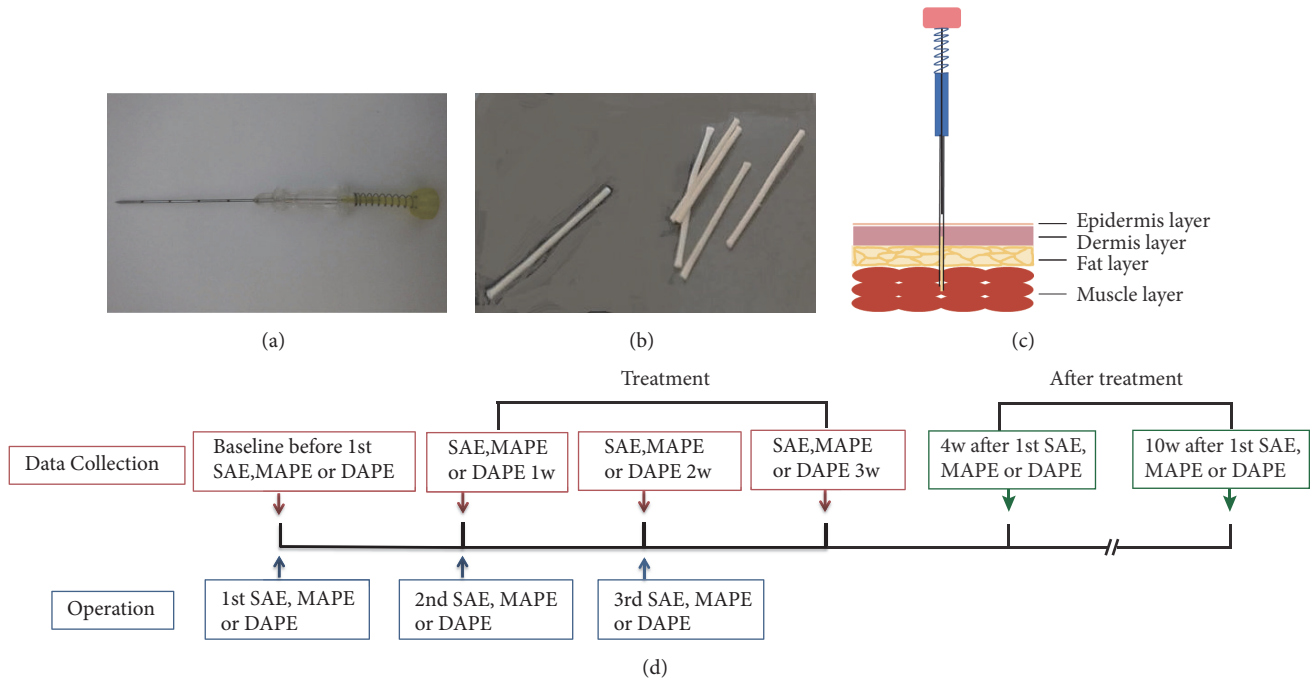 Epidermis layer
Dermis layer
Fat layer
Muscle layer
(a)
(b)
(c)
Treatment
After treatment
Data Collection
Baseline before 1st
SAE,MAPE or DAPE
SAE,MAPE
or DAPE 1w
SAE,MAPE
or DAPE 2w
SAE,MAPE
or DAPE 3w
4w after 1st SAE,
MAPE or DAPE
10w after 1st SAE,
MAPE or DAPE
Operation
1st SAE, MAPE
or DAPE
2nd SAE, MAPE
or DAPE
3rd SAE, MAPE
or DAPE
(d)